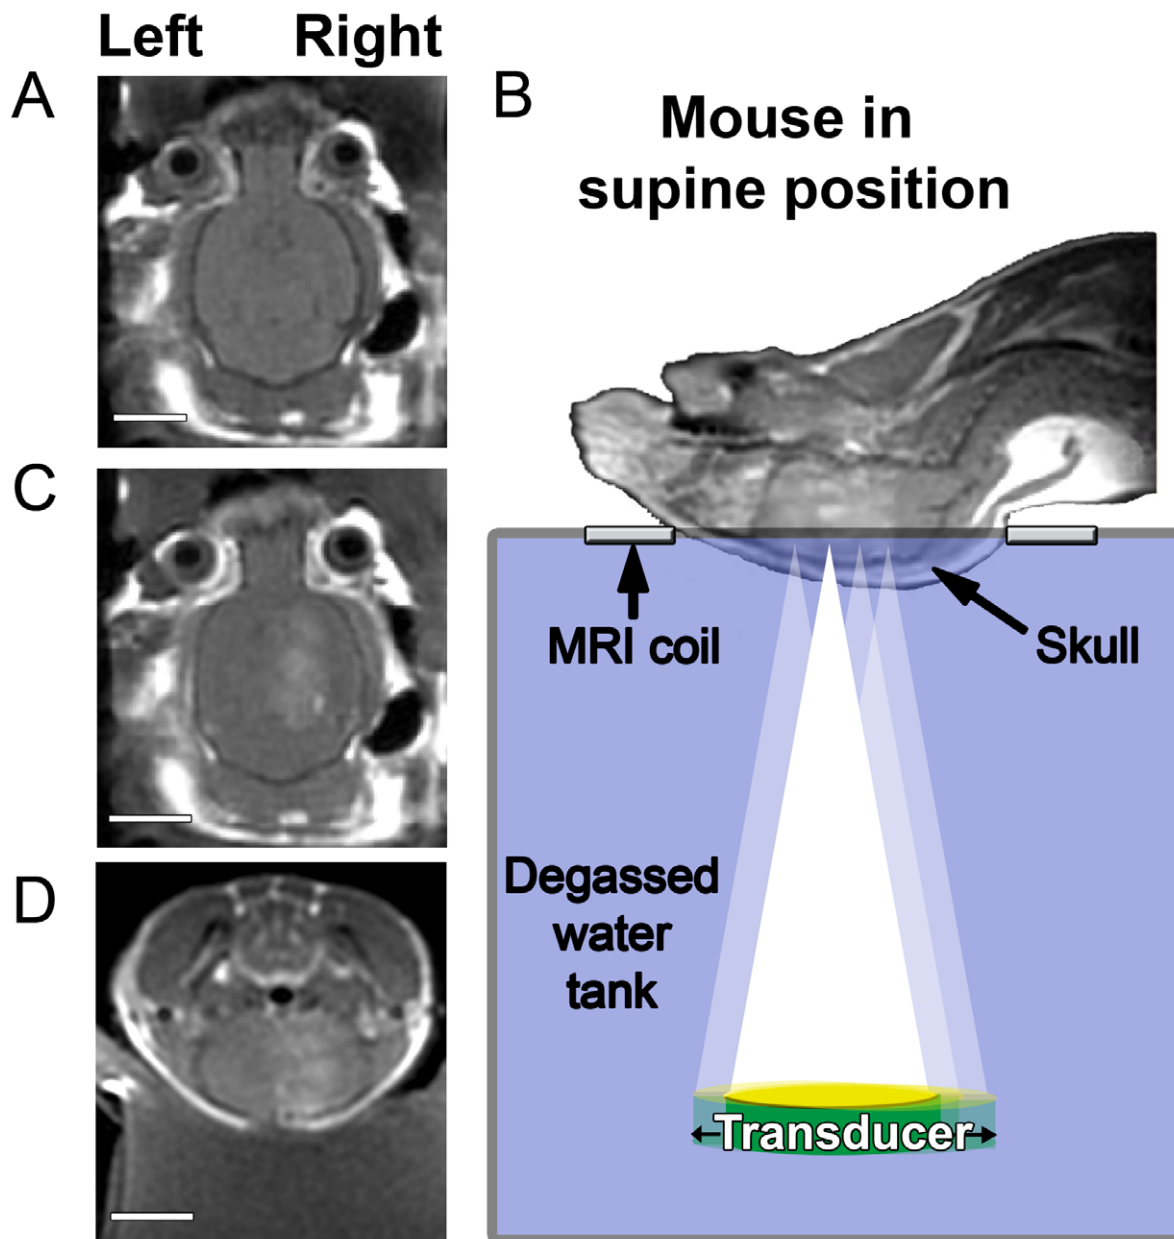 Left Right
A
B
Mouse in
supine position
C
MRI coil
Skull
D
Degassed
water
tank
Transducer